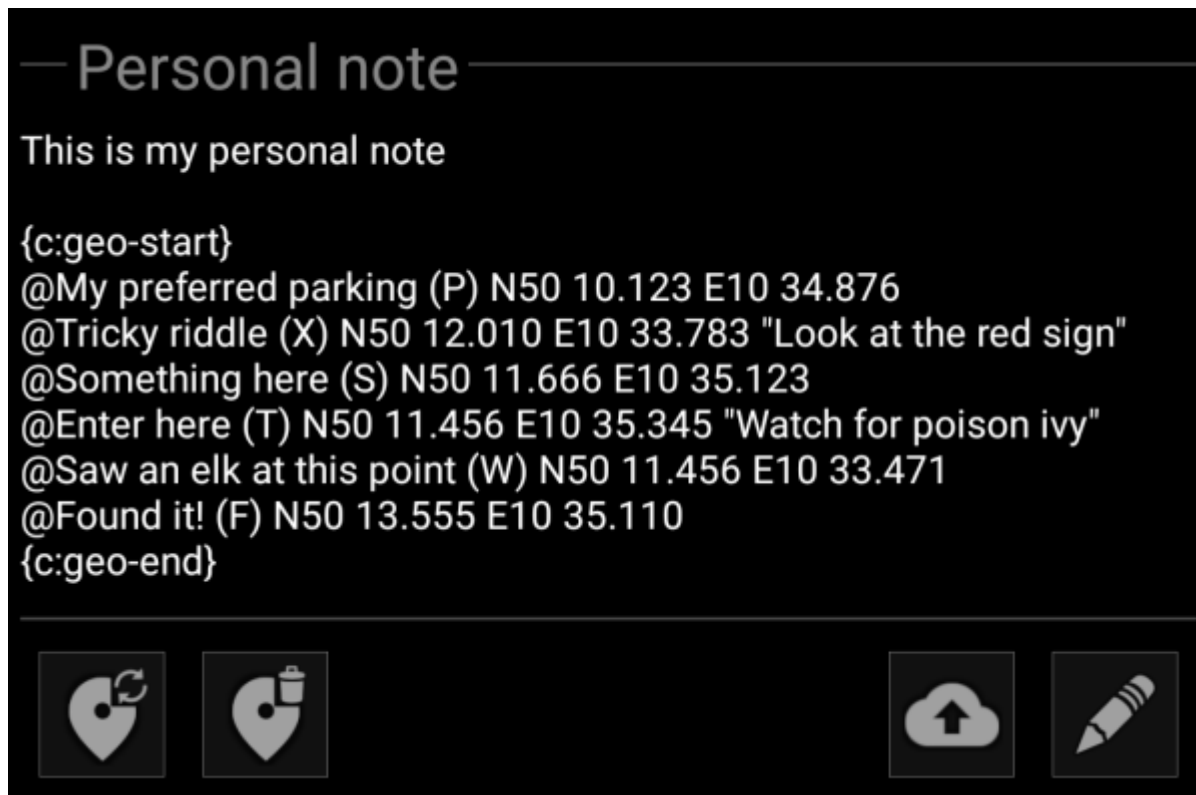 Personal note
This is my personal note
{c:geo-start}
@My preferred parking (P) N50 10.123 E10 34.876
@Tricky riddle (X) N50 12.010 E10 33.783 "Look at the red sign"
@Something here (S) N50 11.666 E10 35.123
@Enter here (T) N50 11.456 E10 35.345 "Watch for poison ivy"
@Saw an elk at this point (W) N50 11.456 E10 33.471
@Found it! (F) N50 13.555 E10 35.110
{c:geo-end}